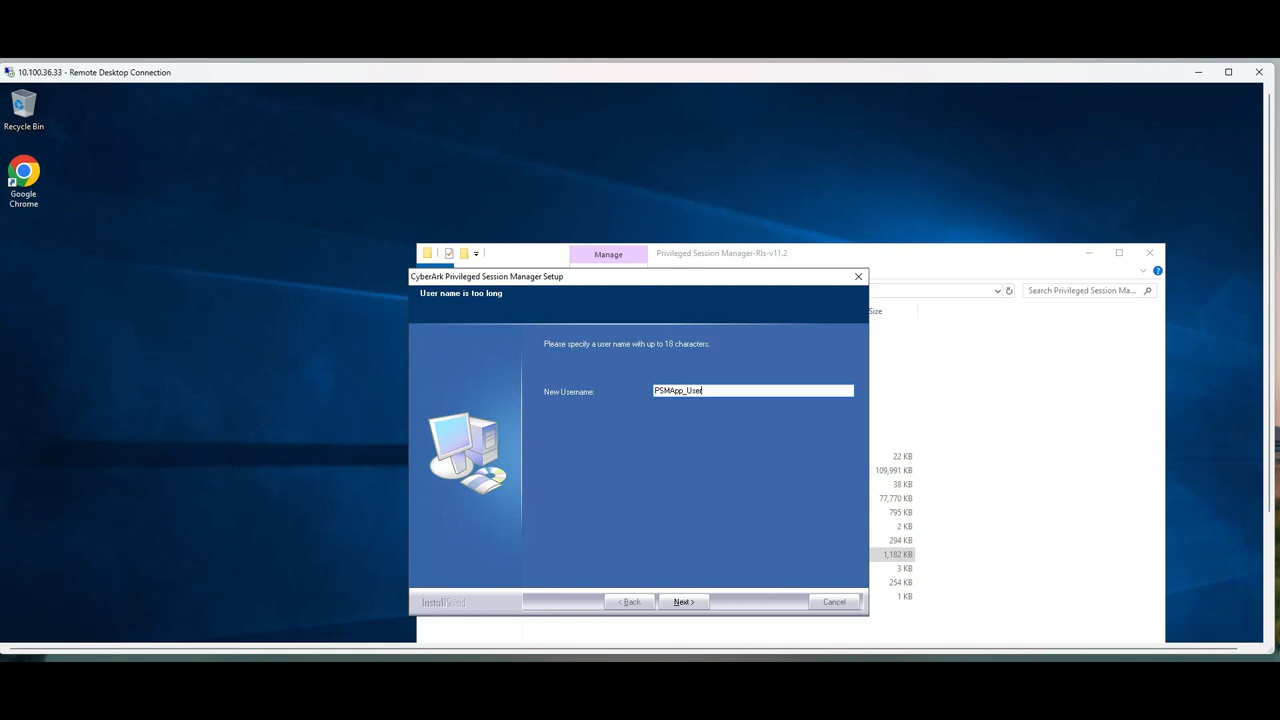 10.100.36.33 - Remote Desktop Connection
Recycle Bin
Google
Chrome
Manage
Privileged Session Manager-Rls-v11.2
CyberArk Privileged Session Manager Setup
User name is too long
Search Privileged Session Ma...
Size
Please specify a user name with up to 18 characters.
New Username:
PSMApp_User
22 KB
109,991 KB
38 KB
77,770 KB
795 KB
2 KB
294 KB
1,182 KB
3 KB
254 KB
1 KB
InstallShield
< Back
Next >
Cancel